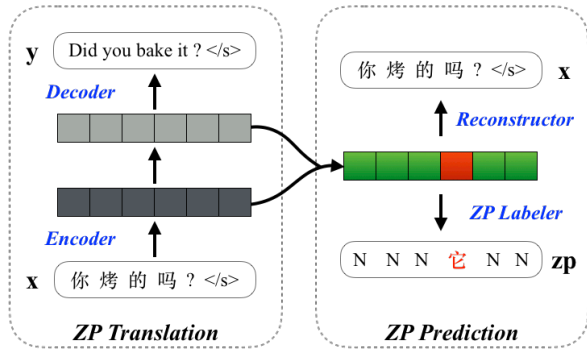 y Did you bake it ? </s>
Decoder
Encoder
x 你 烤 的 吗 ? </s>
ZP Translation
你 烤 的 吗 ? </s> x
Reconstructor
ZP Labeler
N N N 它 N N zp
ZP Prediction